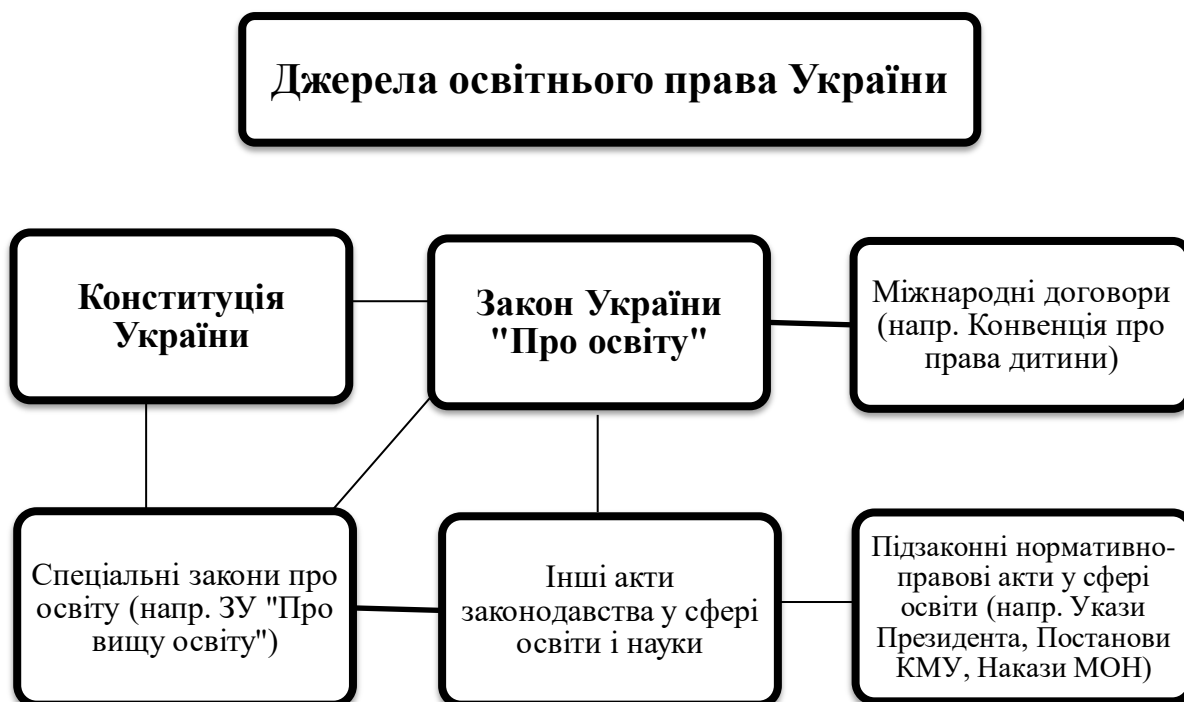 Джерела освітнього права України
Конституція
України
Закон України
"Про освіту"
Міжнародні договори
(напр. Конвенція про
права дитини)
Спеціальні закони про
освіту (напр. ЗУ "Про
вищу освіту")
Інші акти
законодавства у сфері
освіти і науки
Підзаконні нормативно-
правові акти у сфері
освіти (напр. Укази
Президента, Постанови
КМУ, Накази МОН)